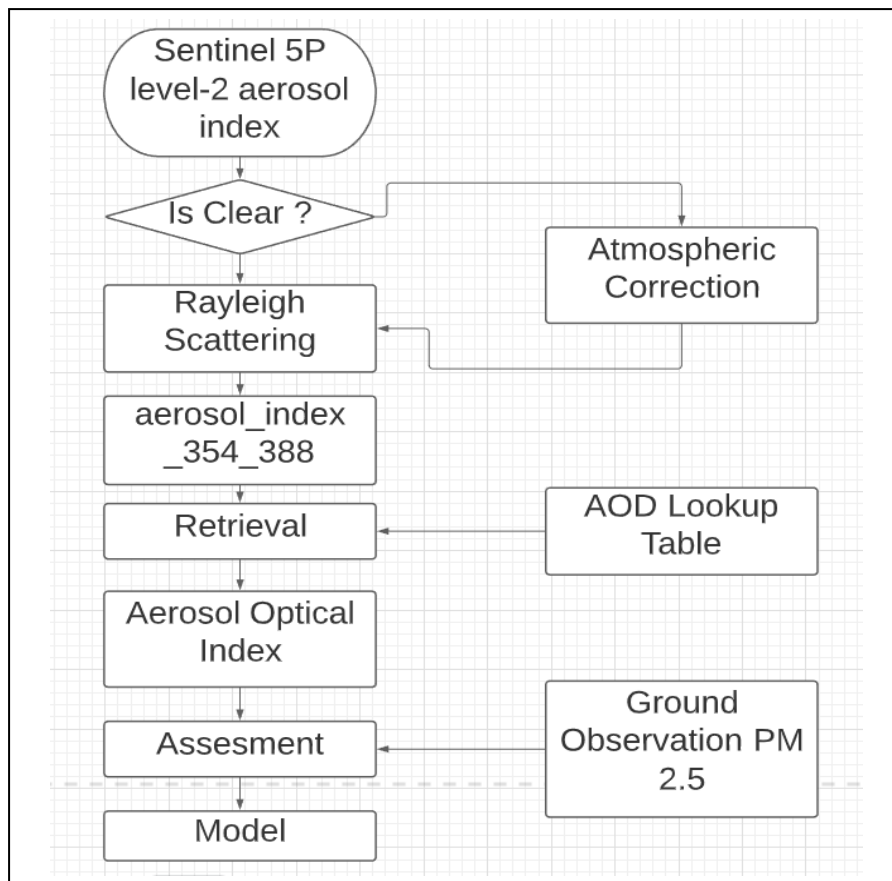 Sentinel 5P
level-2 aerosol
index
Is Clear ?
Atmospheric
Correction
Rayleigh
Scattering
aerosol_index
_354_388
Retrieval
AOD Lookup
Table
Aerosol Optical
Index
Ground
Observation PM
2.5
Assesment
Model